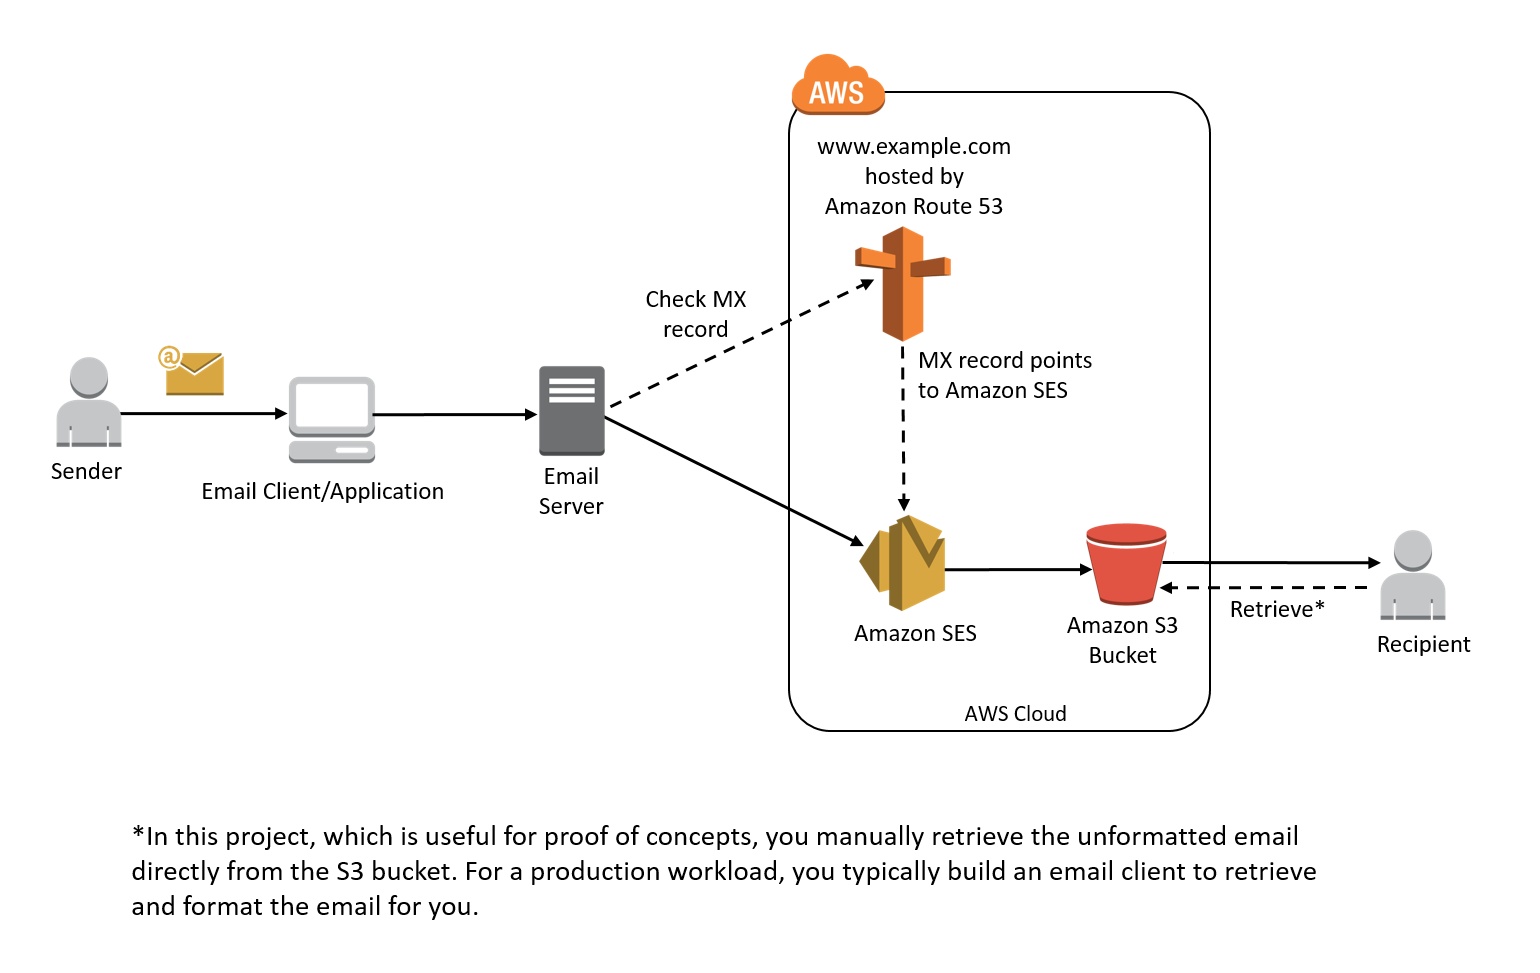 AWS
www.example.com
hosted by
Amazon Route 53
Check MX
record
MX record points
to Amazon SES
@
Sender
Email Client/Application
Email
Server
Amazon SES
Amazon S3
Bucket
Retrieve*
Recipient
AWS Cloud
*In this project, which is useful for proof of concepts, you manually retrieve the unformatted email
directly from the S3 bucket. For a production workload, you typically build an email client to retrieve
and format the email for you.